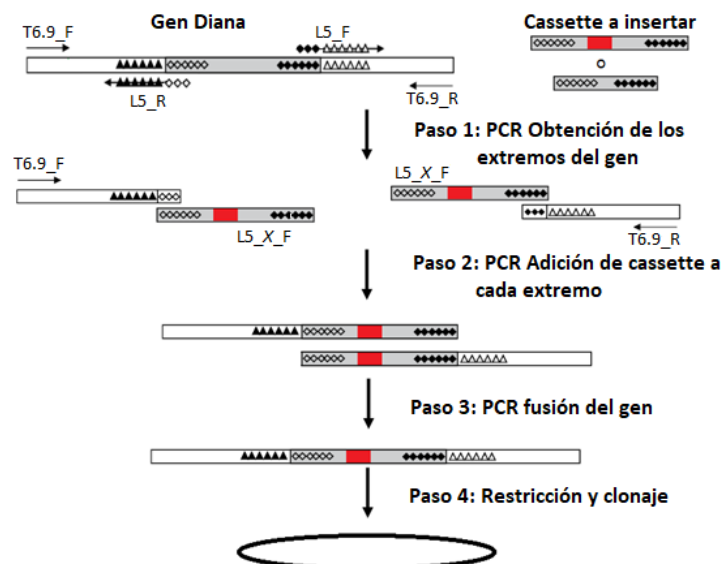 Gen Diana
Cassette a insertar
T6.9_F
L5_F
L5_R
T6.9_R
o
Paso 1: PCR Obtención de los
extremos del gen
T6.9_F
L5_X_F
L5_X_F
T6.9_R
Paso 2: PCR Adición de cassette a
cada extremo
Paso 3: PCR fusión del gen
Paso 4: Restricción y clonaje